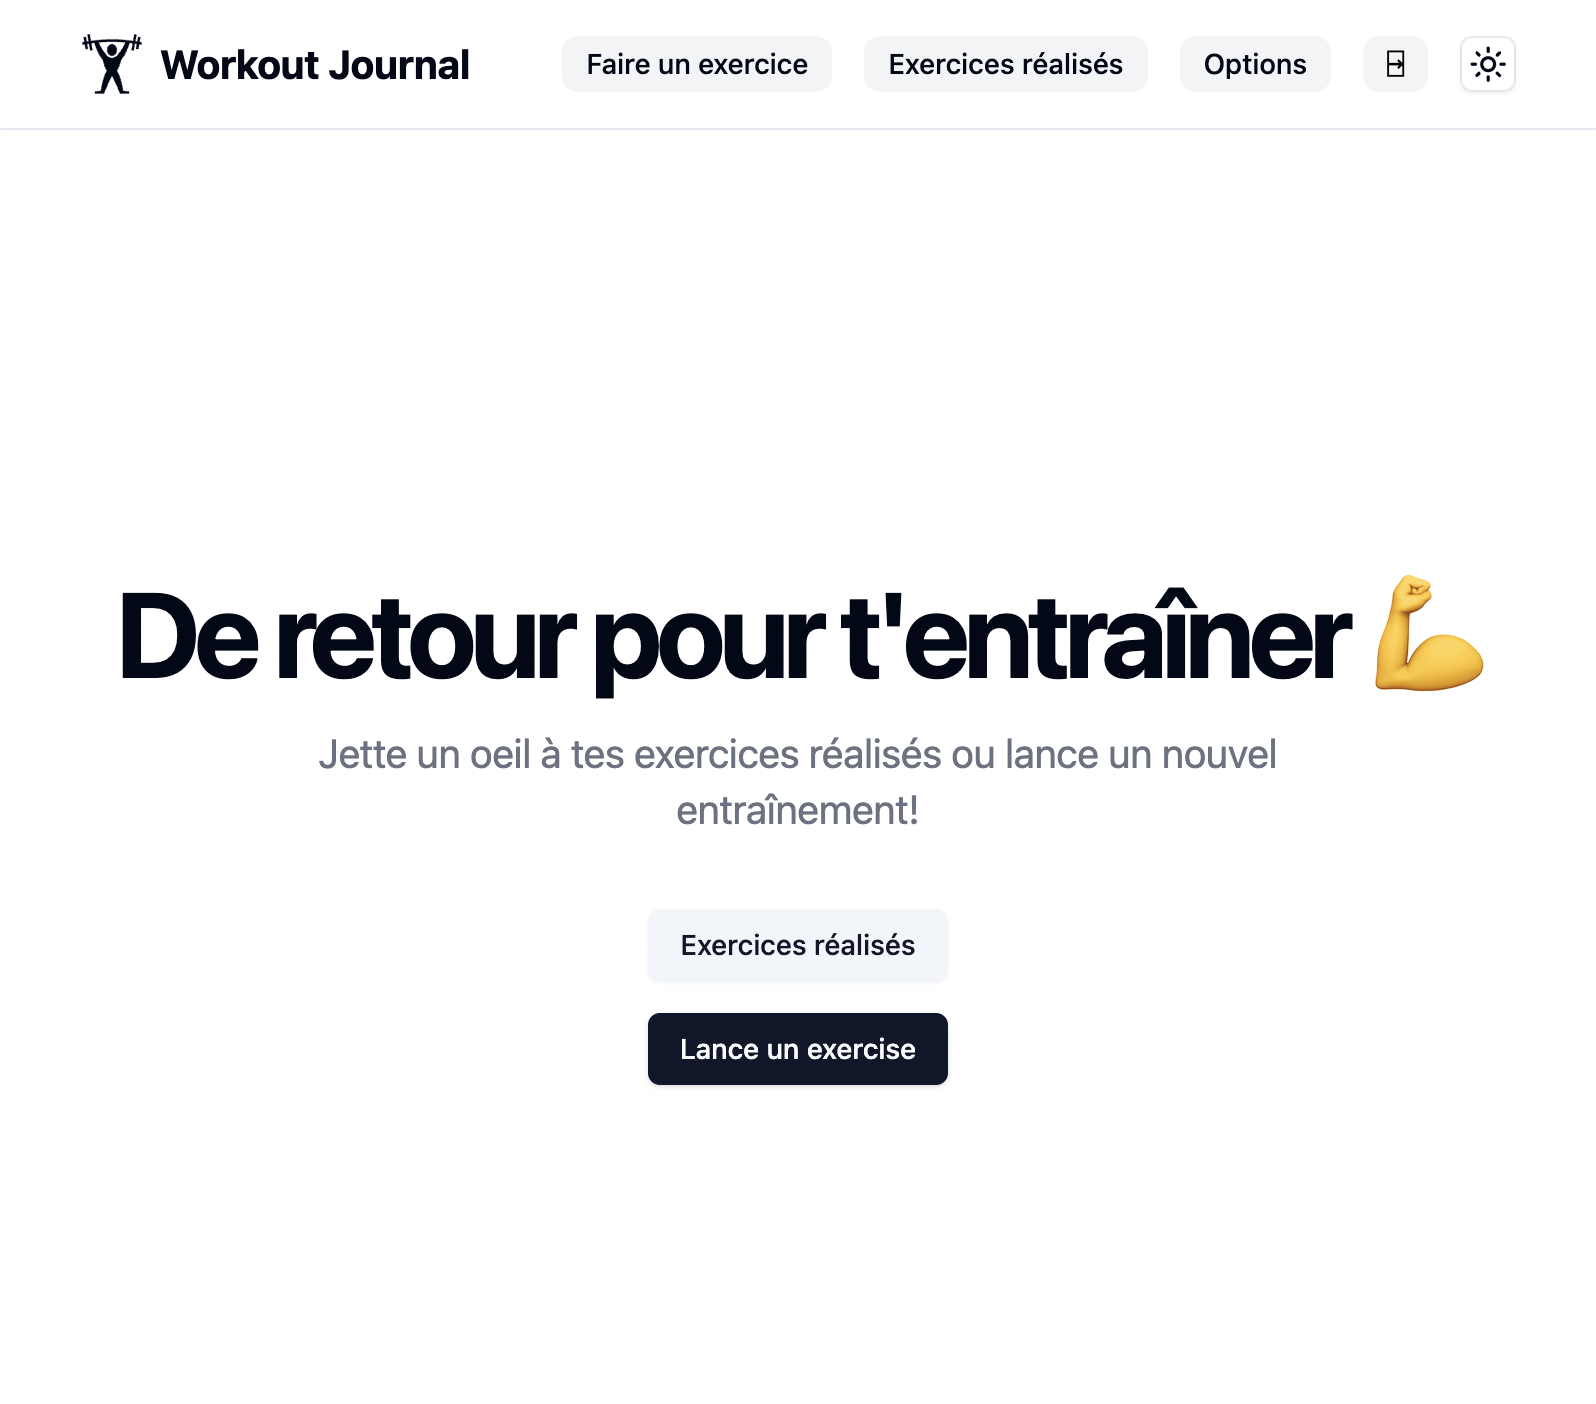 Workout Journal
Faire un exercice
Exercices réalisés
Options
De retour pour t'entraîner 💪
Jette un oeil à tes exercices réalisés ou lance un nouvel
entraînement!
Exercices réalisés
Lance un exercise